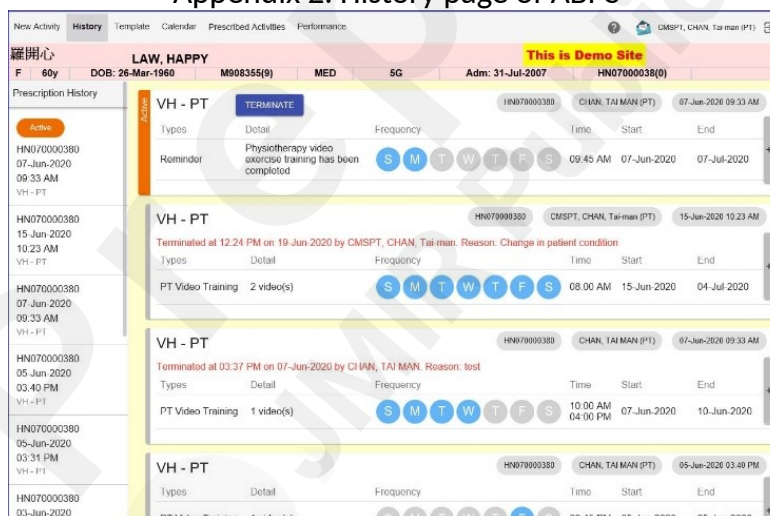 Appendix 2: History page of ABPS
New Activity History Template Calendar Prescribed Activities Performance CMSPT, CHAN, Tai-man (PT)
羅開心 LAW, HAPPY This is Demo Site
F 60y DOB: 26-Mar-1960 M908355(9) MED 5G Adm: 31-Jul-2007 HN07000038(0)
Prescription History
Active
HN070000380
07-Jun-2020
09:33 AM
VH - PT
HN070000380
15-Jun-2020
10:23 AM
VH - PT
HN070000380
07-Jun-2020
09:33 AM
VH - PT
HN070000380
05-Jun-2020
03:40 PM
VH - PT
HN070000380
05-Jun-2020
03:31 PM
VH - PT
HN070000380
03-Jun-2020
Active
VH - PT TERMINATE HN070000380 CHAN, TAI MAN (PT) 07-Jun-2020 09:33 AM
Types Detail Frequency Time Start End
Reminder Physiotherapy video exercise training has been completed S M T W T F S 09:45 AM 07-Jun-2020 07-Jul-2020
VH - PT HN070000380 CMSPT, CHAN, Tai-man (PT) 15-Jun-2020 10:23 AM
Terminated at 12:24 PM on 19-Jun-2020 by CMSPT, CHAN, Tai-man. Reason: Change in patient condition
Types Detail Frequency Time Start End
PT Video Training 2 video(s) S M T W T F S 08:00 AM 15-Jun-2020 04-Jul-2020
VH - PT HN070000380 CHAN, TAI MAN (PT) 07-Jun-2020 09:33 AM
Terminated at 03:37 PM on 07-Jun-2020 by CHAN, TAI MAN. Reason: test
Types Detail Frequency Time Start End
PT Video Training 1 video(s) S M T W T F S 10:00 AM 04:00 PM 07-Jun-2020 10-Jun-2020
VH - PT HN070000380 CHAN, TAI MAN (PT) 05-Jun-2020 03:40 PM
Types Detail Frequency Time Start End